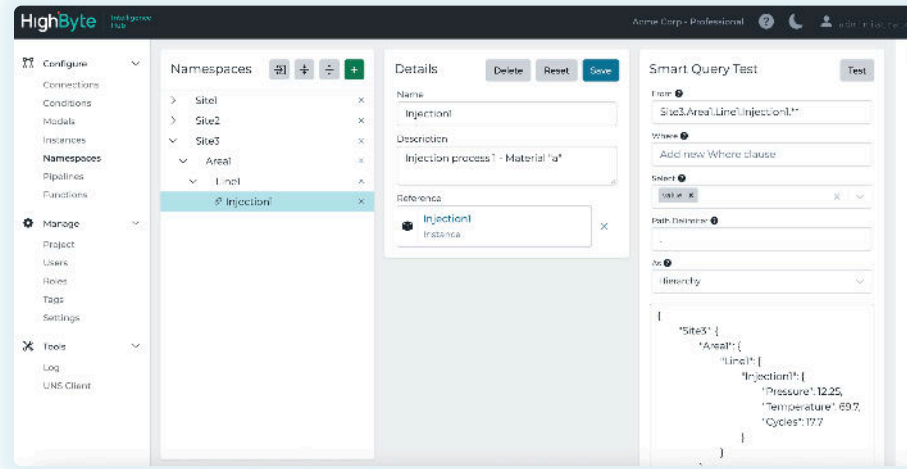 HighByte Intelligence Hub
Acme Corp - Professional
Configure
Connections
Conditions
Models
Instances
Namespaces
Pipelines
Functions
Manage
Project
Users
Roles
Tags
Settings
Tools
Log
UNS Client
Namespaces
Site1
Site2
Site3
Area1
Line1
Injection1
Details
Delete
Reset
Save
Name
Injection1
Description
Injection process 1 - Material "a"
Reference
Injection1
Instance
Smart Query Test
Test
From
Site3.Area1.Line1.Injection1.**
Where
Add new Where clause
Select
value ×
Path Delimiter
.
As
Hierarchy
{
"Site3": {
"Area1": {
"Line1": {
"Injection1": {
"Pressure": 12.25,
"Temperature": 69.7,
"Cycles": 17.7
}
}